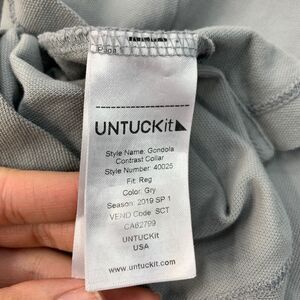 UNTUCKit
Style Name: Gondola
Contrast Collar
Style Number: 40025
Fit: Reg
Color: Gry
Season: 2019 SP 1
VEND Code: SCT
CA62799
UNTUCKit
USA
www.untuckit.com